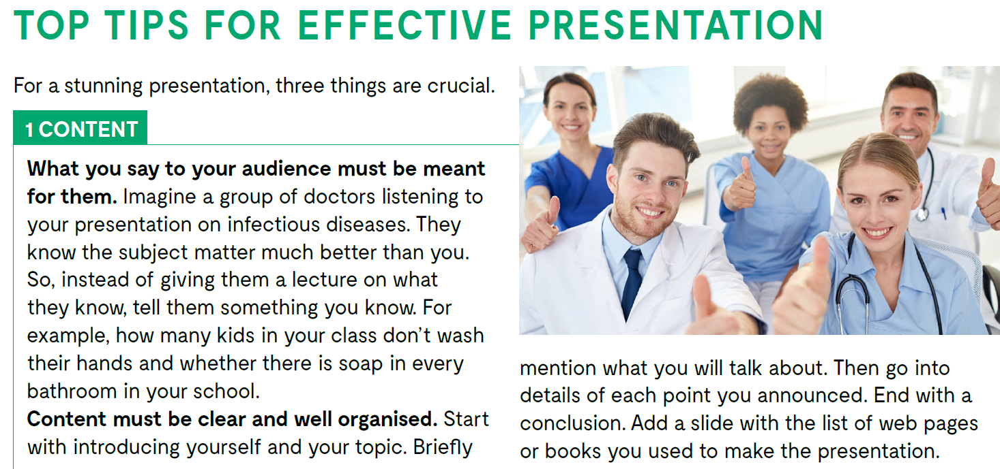 TOP TIPS FOR EFFECTIVE PRESENTATION
For a stunning presentation, three things are crucial.
1 CONTENT
What you say to your audience must be meant
for them. Imagine a group of doctors listening to
your presentation on infectious diseases. They
know the subject matter much better than you.
So, instead of giving them a lecture on what
they know, tell them something you know. For
example, how many kids in your class don’t wash
their hands and whether there is soap in every
bathroom in your school.
Content must be clear and well organised. Start
with introducing yourself and your topic. Briefly
mention what you will talk about. Then go into
details of each point you announced. End with a
conclusion. Add a slide with the list of web pages
or books you used to make the presentation.